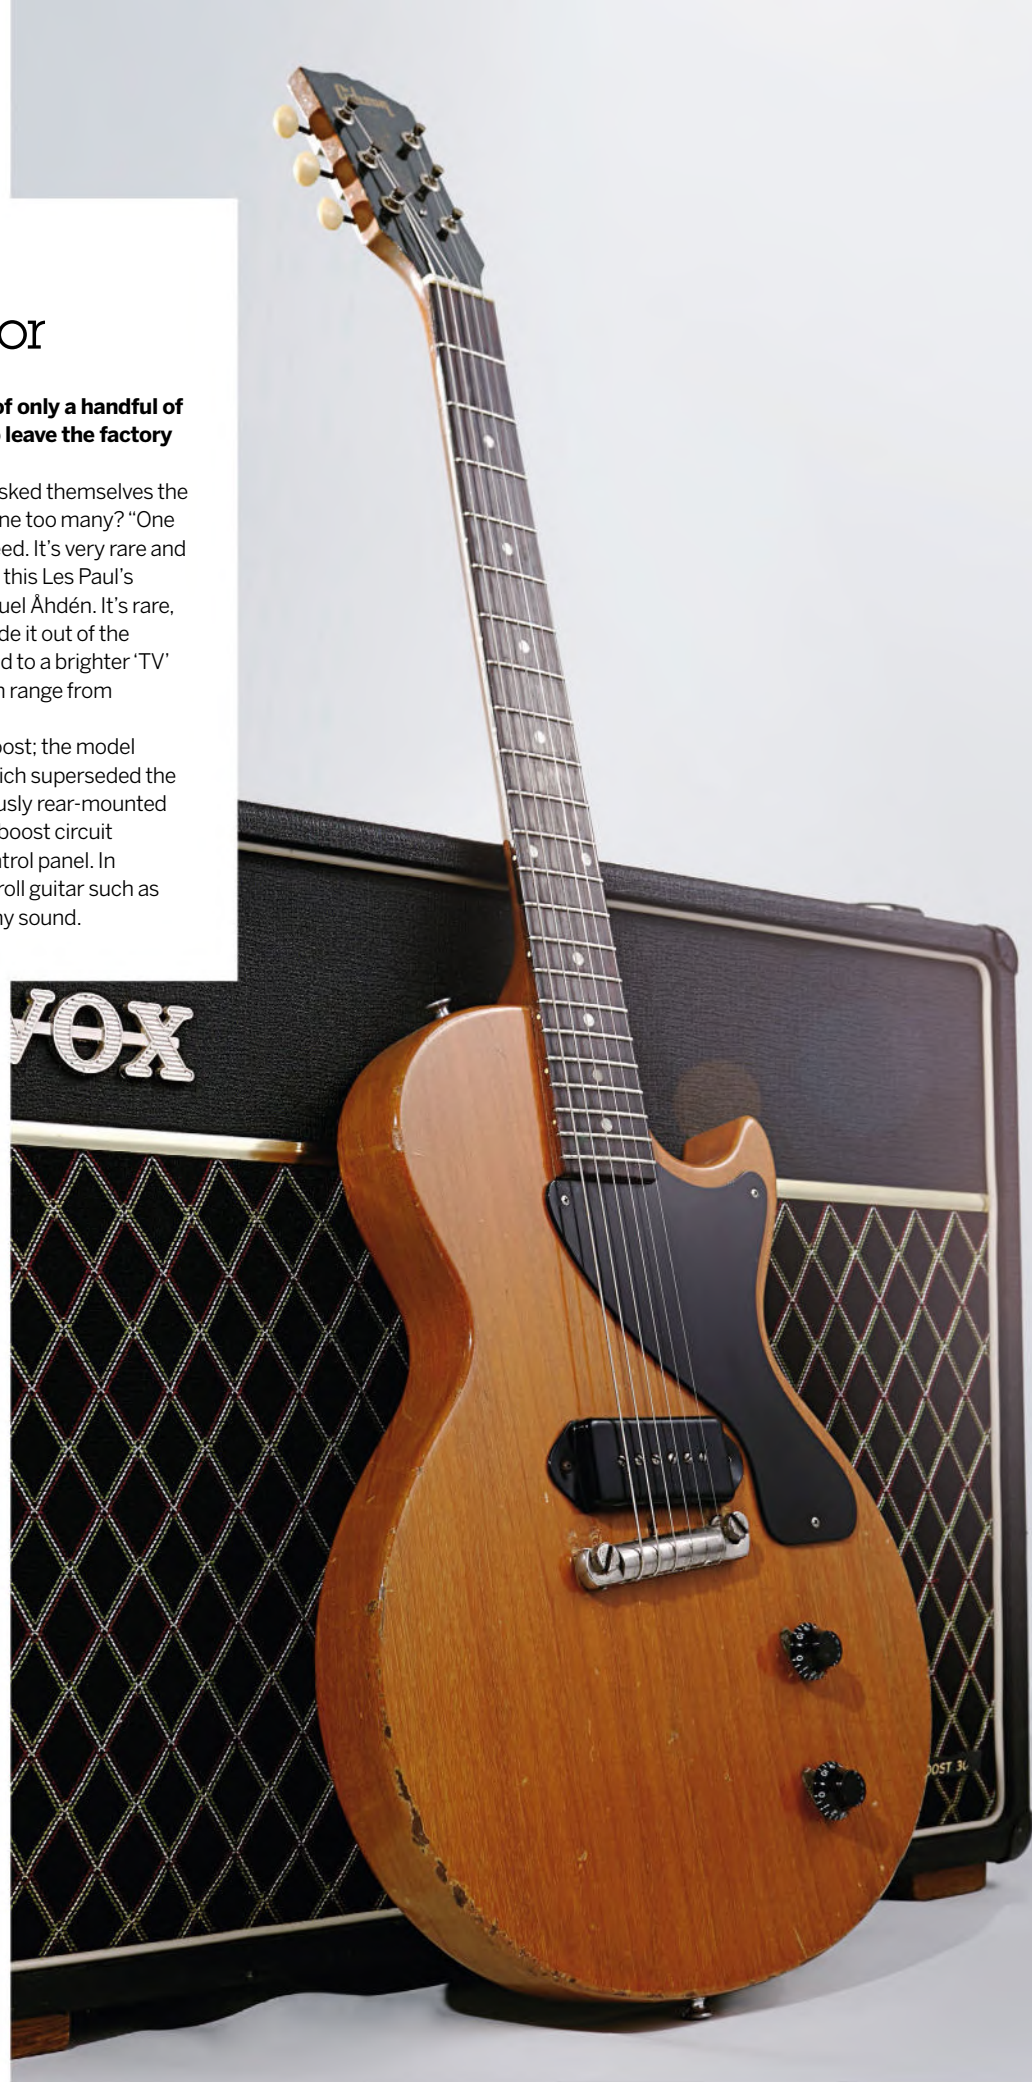 Gibson
or
of only a handful of
leave the factory
sked themselves the
ne too many? “One
ed. It’s very rare and
this Les Paul’s
uel Åhdén. It’s rare,
de it out of the
d to a brighter ‘TV’
n range from
ost; the model
ich superseded the
usly rear-mounted
boost circuit
trol panel. In
roll guitar such as
ny sound.
VOX
OOST 30